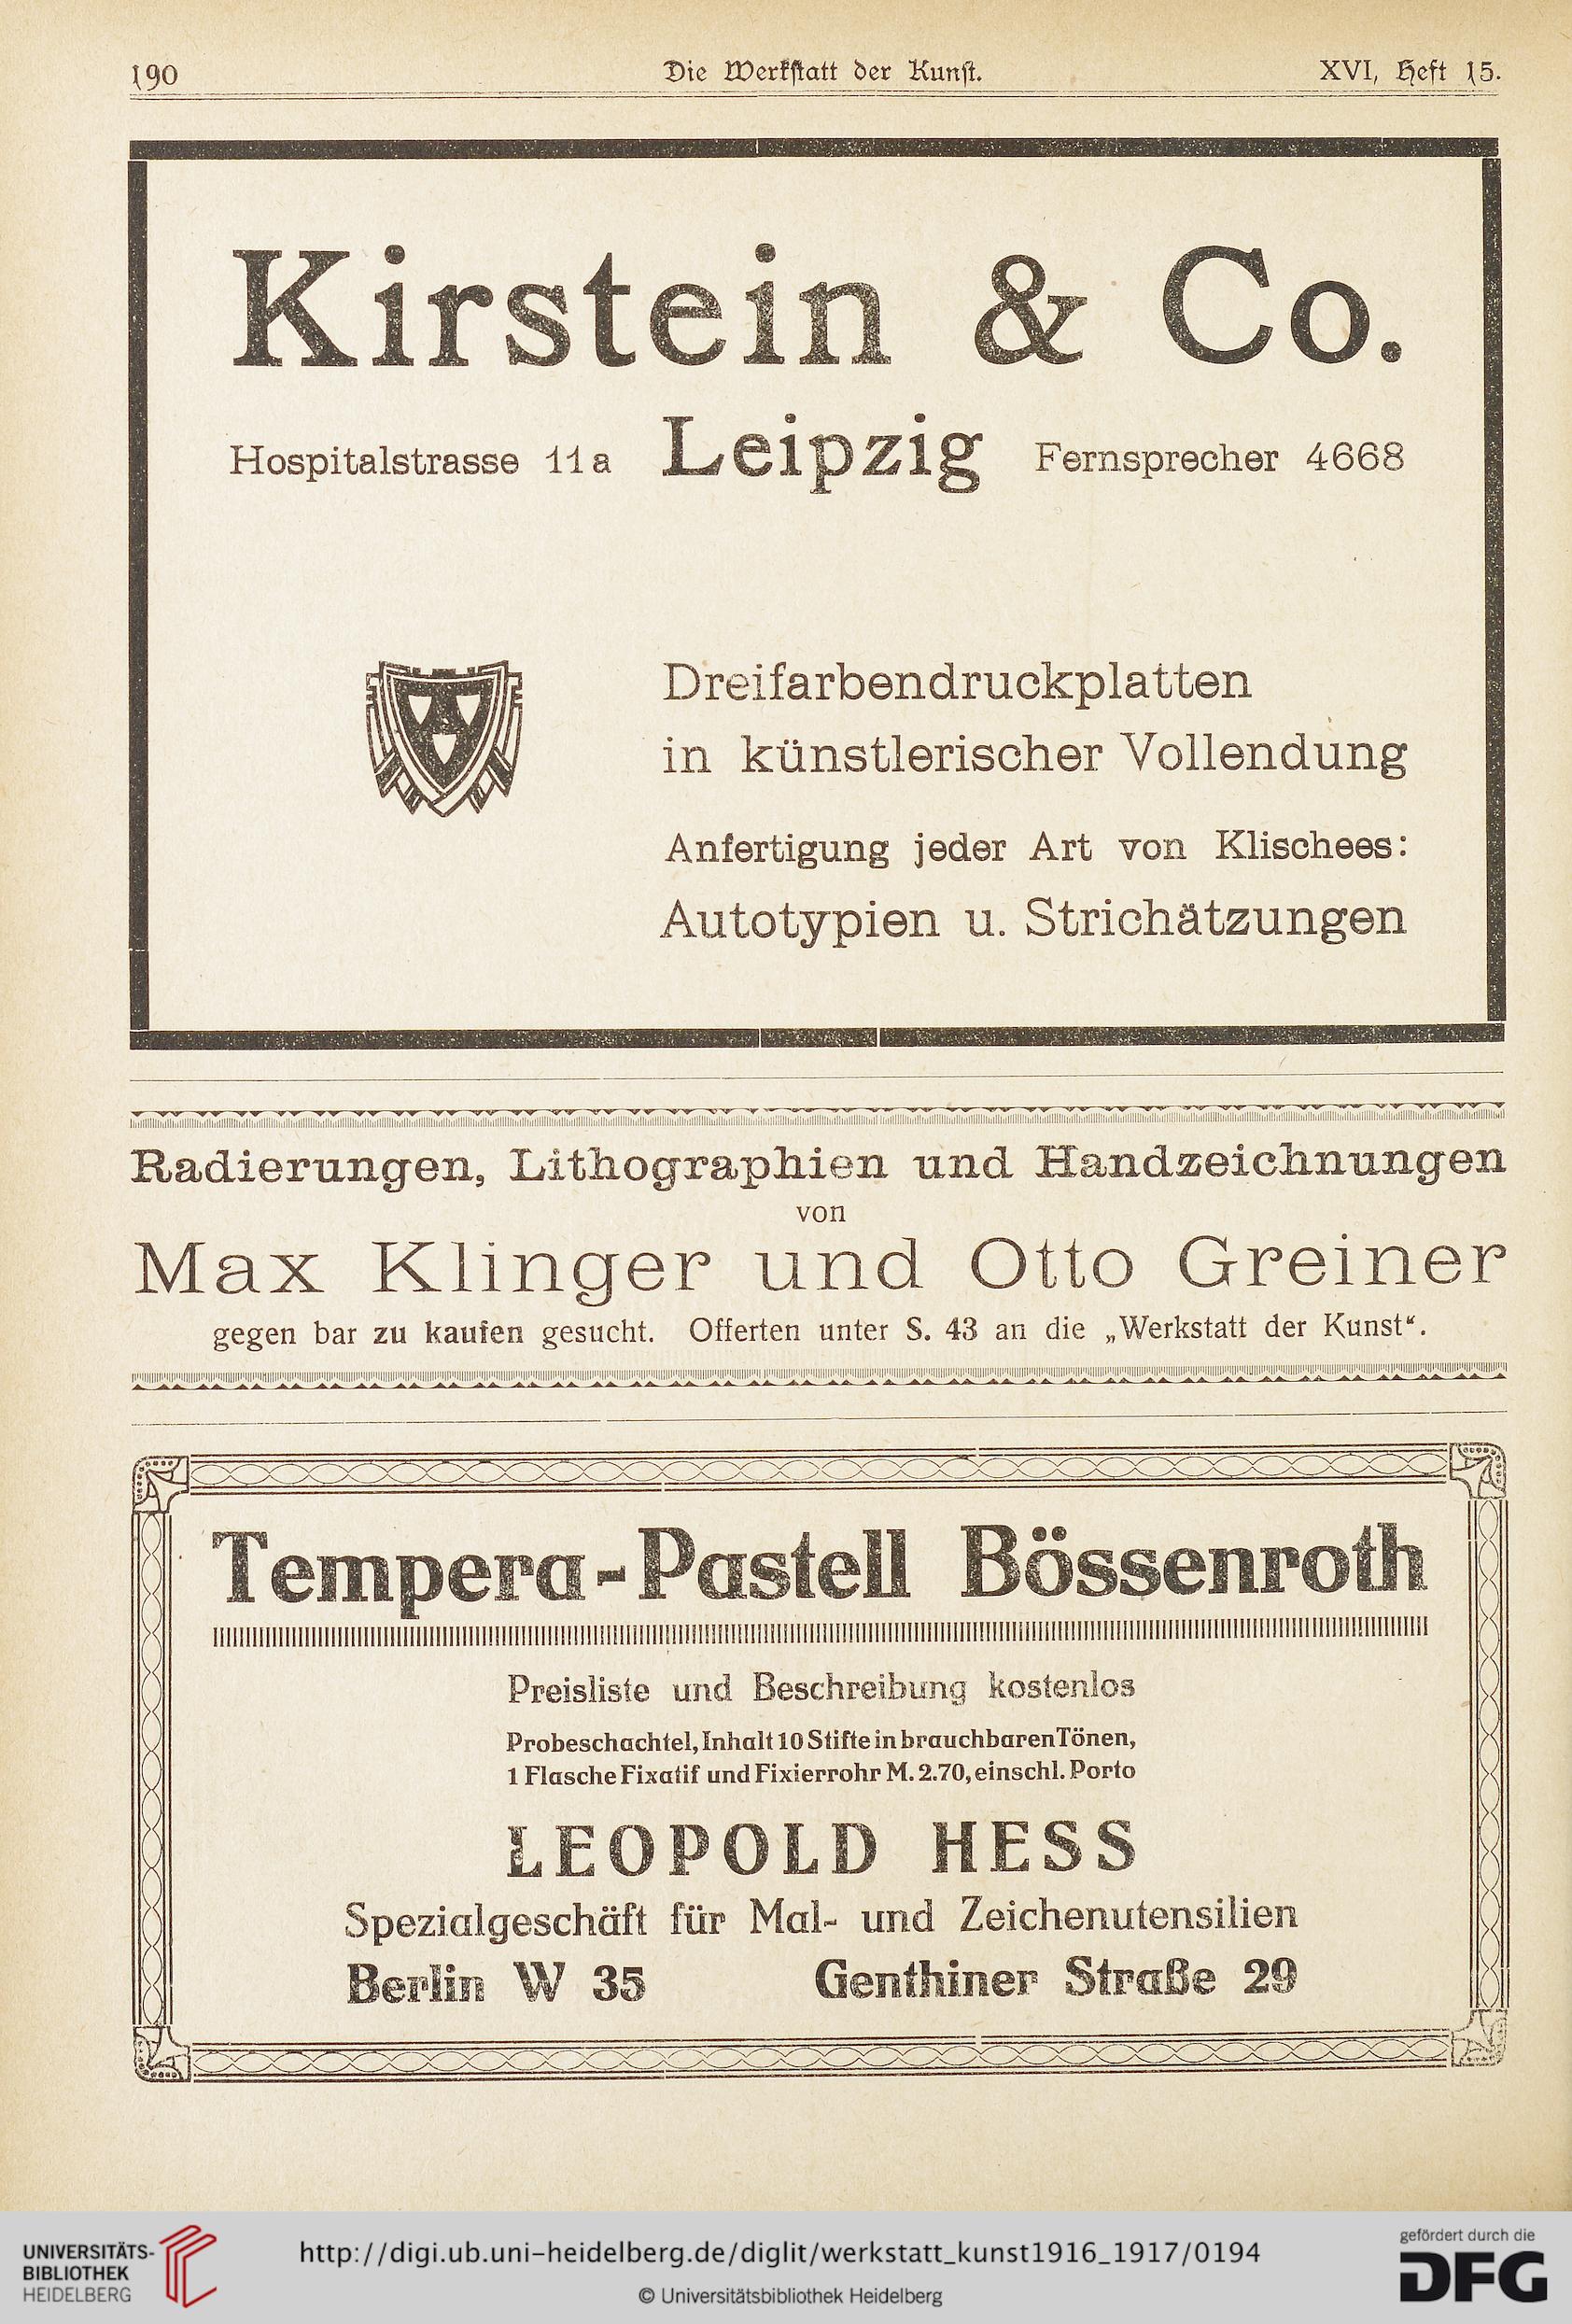 190 Die Werkstatt der Kunst. XVI, Heft 15.
Kirstein & Co.
Hospitalstrasse 11a Leipzig Fernsprecher 4668
Dreifarbendruckplatten
in künstlerischer Vollendung
Anfertigung jeder Art von Klischees:
Autotypien u. Strichätzungen
Radierungen, Lithographien und Handzeichnungen
von
Max Klinger und Otto Greiner
gegen bar zu kaufen gesucht. Offerten unter S. 43 an die „Werkstatt der Kunst“.
Tempera-Pastell Bössenroth
Preisliste und Beschreibung kostenlos
Probeschachtel, Inhalt 10 Stifte in brauchbaren Tönen,
1 Flasche Fixatif und Fixierrohr M. 2.70, einschl. Porto
LEOPOLD HESS
Spezialgeschäft für Mal- und Zeichenutensilien
Berlin W 35 Genthiner Straße 29
UNIVERSITÄTS-
BIBLIOTHEK
HEIDELBERG
http://digi.ub.uni-heidelberg.de/diglit/werkstatt_kunst1916_1917/0194
© Universitätsbibliothek Heidelberg
gefördert durch die
DFG